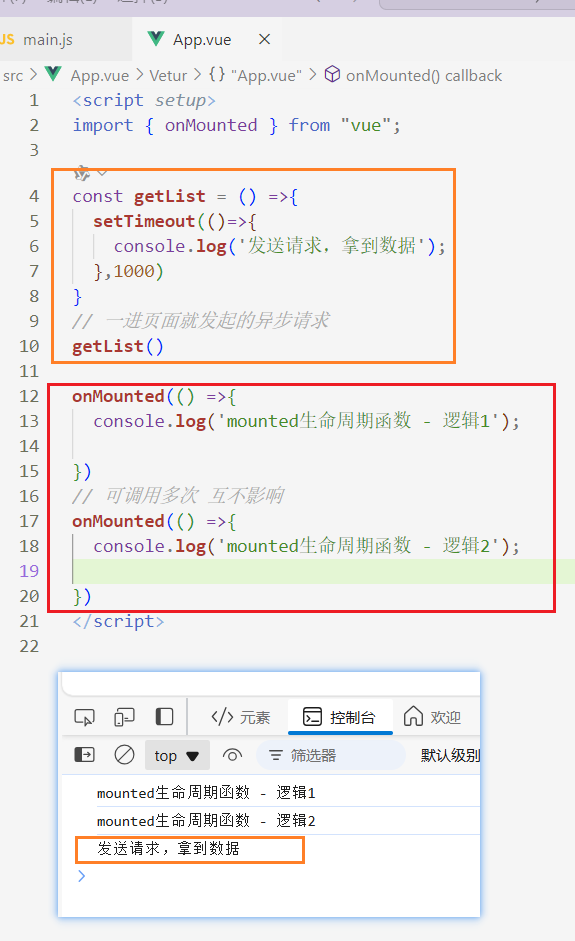 main.js
App.vue
src > App.vue > Vetur > {} "App.vue" > onMounted() callback
1 <script setup>
2 import { onMounted } from "vue";
3
4 const getList = () =>{
5 setTimeout(()=>{
6 console.log('发送请求，拿到数据');
7 },1000)
8 }
9 // 一进页面就发起的异步请求
10 getList()
11
12 onMounted(() =>{
13 console.log('mounted生命周期函数 - 逻辑1');
14
15 })
16 // 可调用多次 互不影响
17 onMounted(() =>{
18 console.log('mounted生命周期函数 - 逻辑2');
19
20 })
21 </script>
22
元素 控制台 欢迎
top 筛选器 默认级别
mounted生命周期函数 - 逻辑1
mounted生命周期函数 - 逻辑2
发送请求，拿到数据